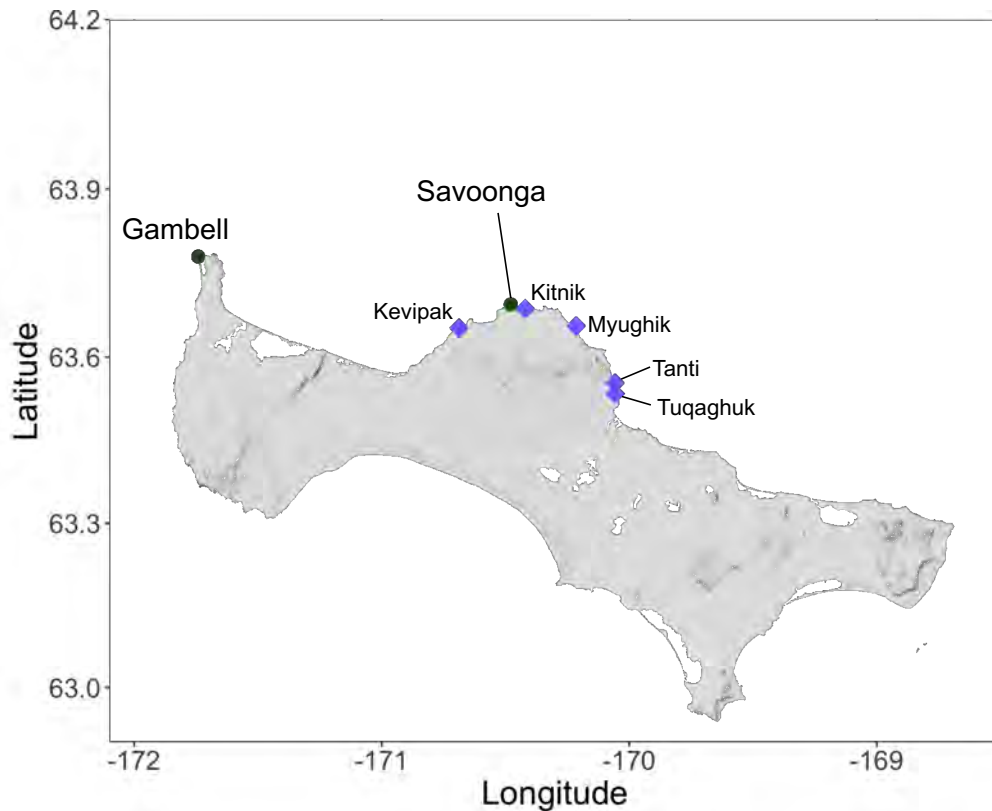 64.2
63.9
63.6
63.3
63.0
Latitude
Savoonga
Gambell
Kitnik
Kevipak
Myughik
Tanti
Tuqaghuk
-172
-171
-170
-169
Longitude